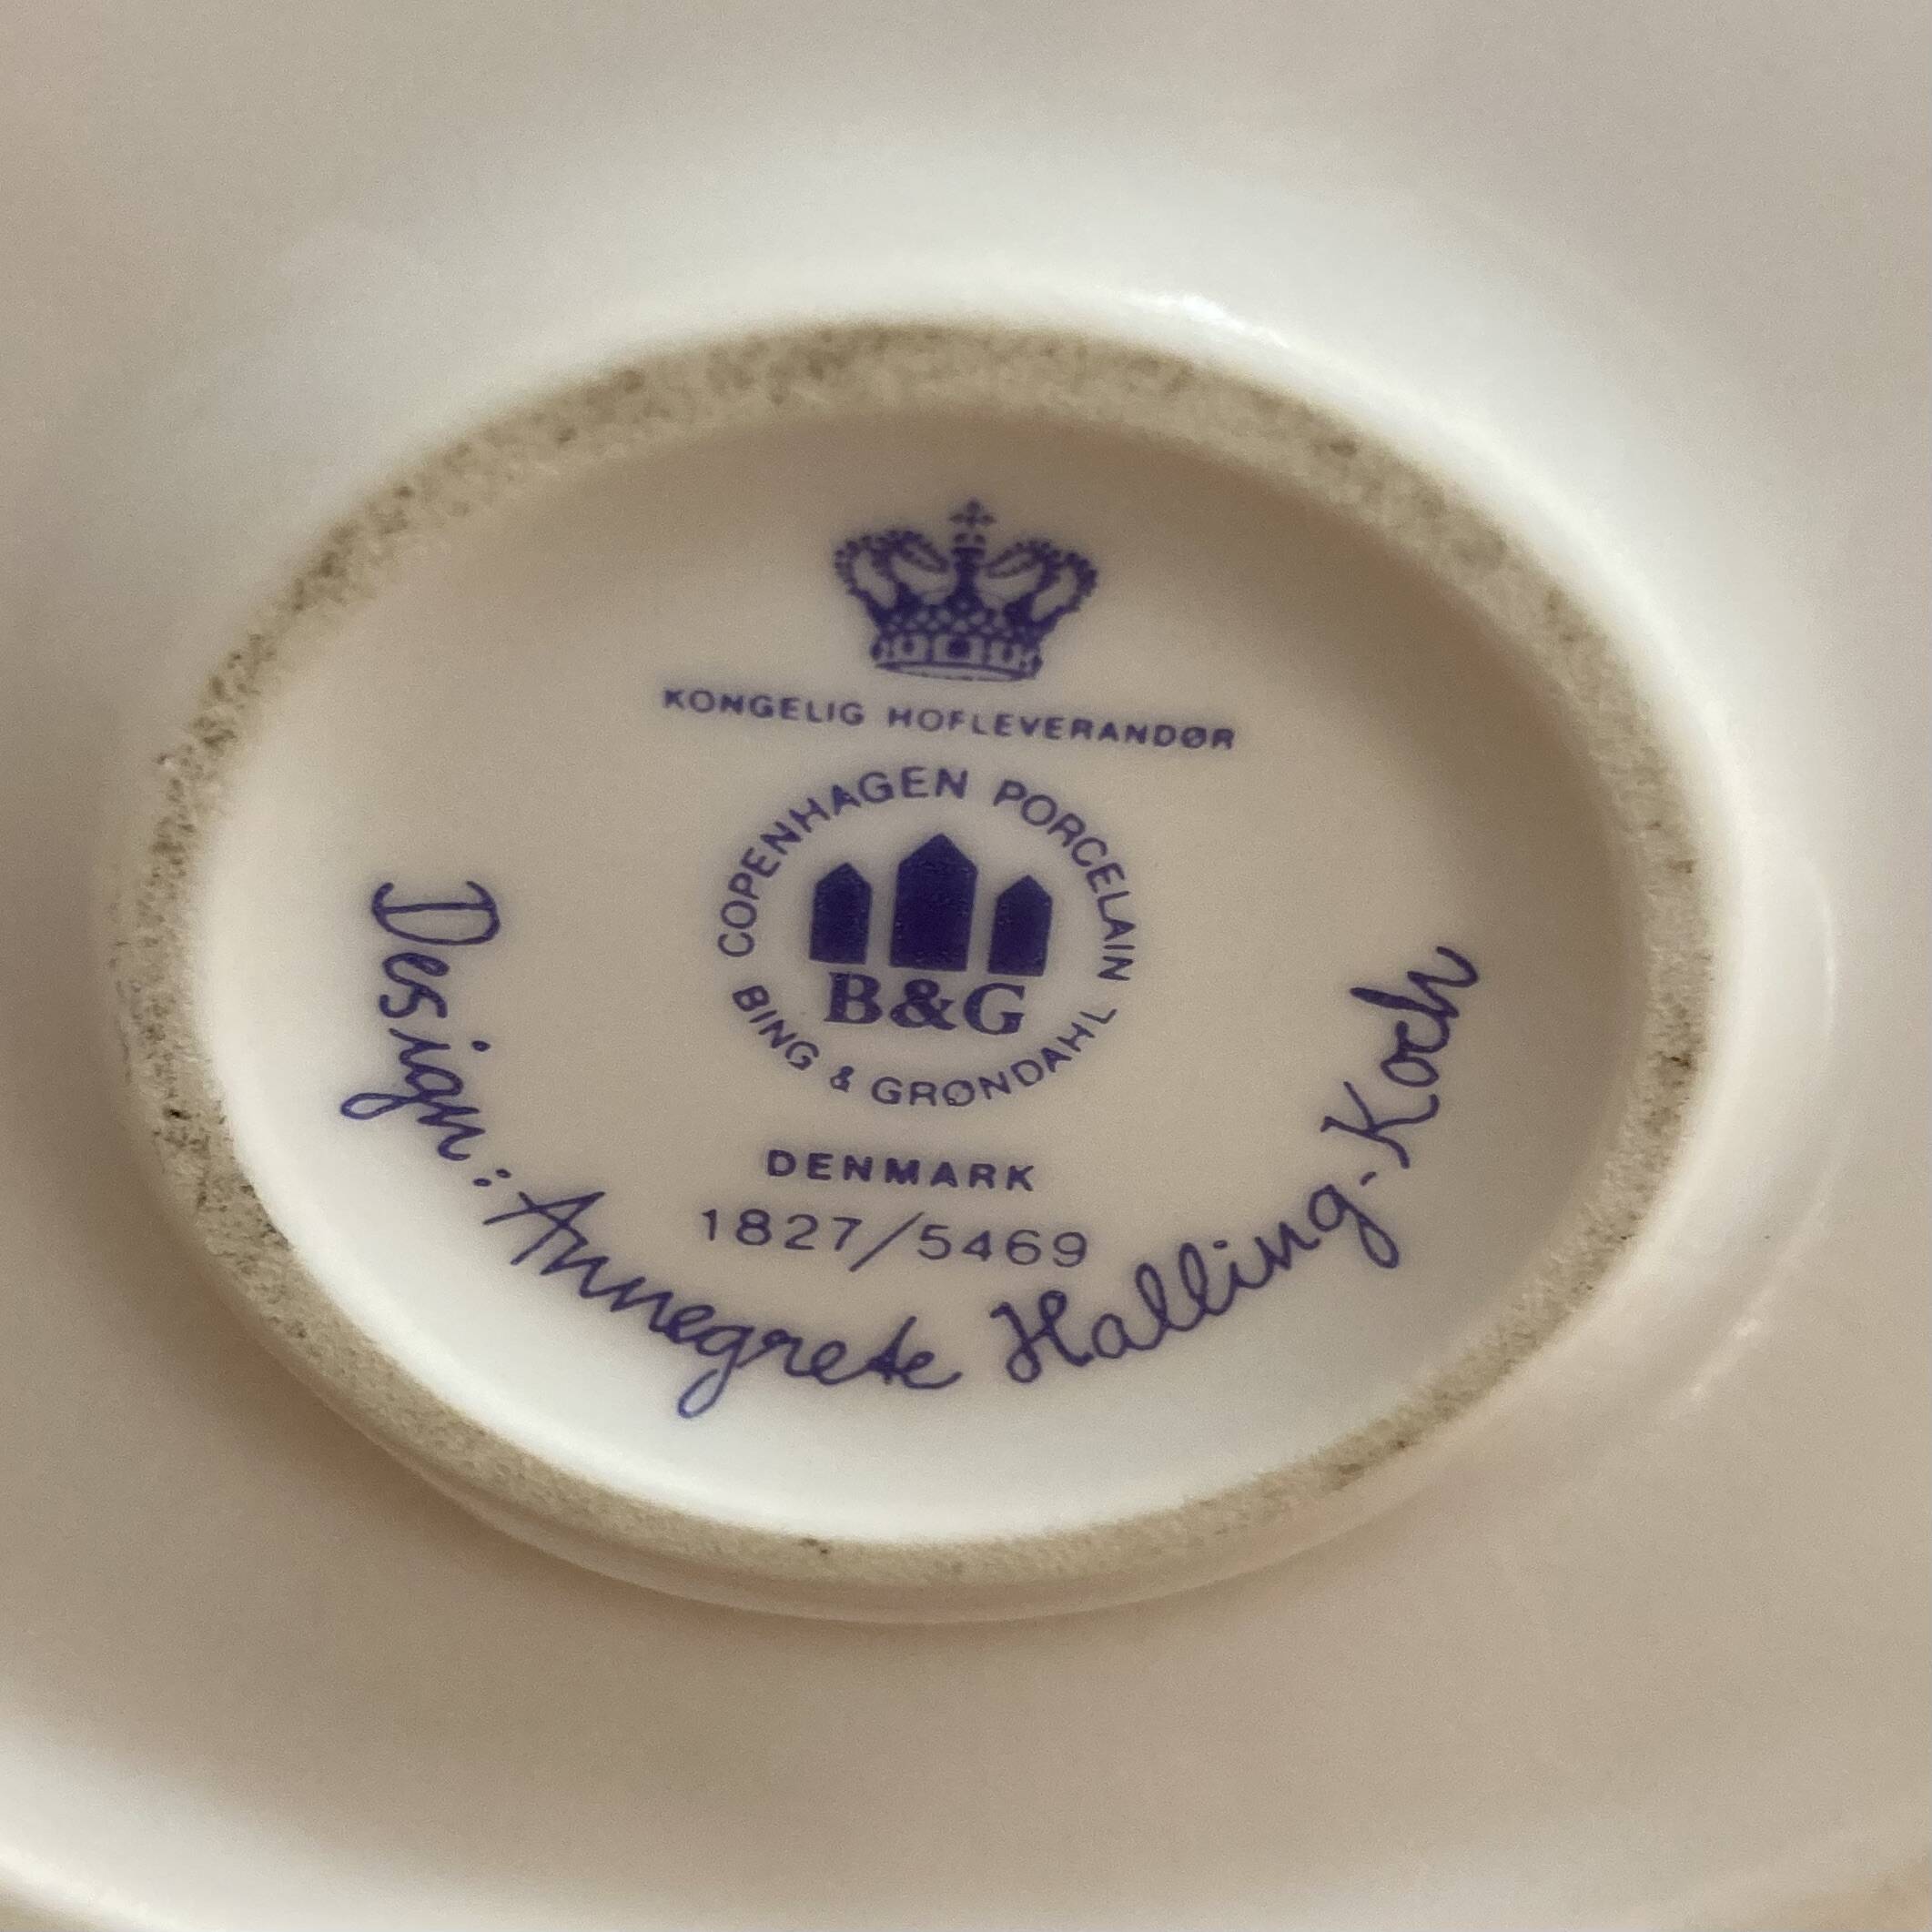 KONGELIG HOFLEVERANDØR
COPENHAGEN PORCELAIN
B&G
BING & GRØNDAHL
DENMARK
1827/5469
Design: Annegrete Halling-Koch